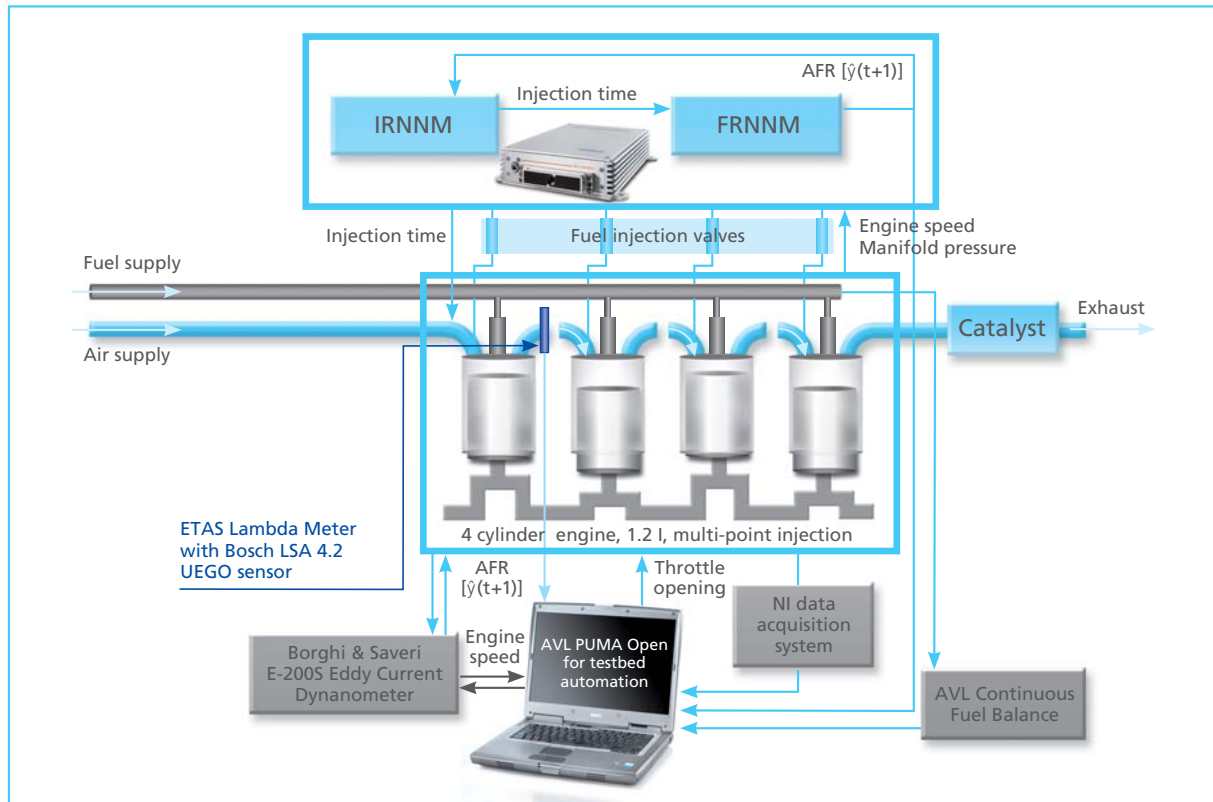 AFR [ŷ(t+1)]
Injection time
IRNNM
FRNNM
Injection time
Fuel injection valves
Engine speed
Manifold pressure
Fuel supply
Exhaust
Catalyst
Air supply
ETAS Lambda Meter
with Bosch LSA 4.2
UEGO sensor
4 cylinder engine, 1.2 l, multi-point injection
AFR
[ŷ(t+1)]
Throttle
opening
NI data
acquisition
system
Borghi & Saveri
E-200S Eddy Current
Dynanometer
Engine
speed
AVL PUMA Open
for testbed
automation
AVL Continuous
Fuel Balance